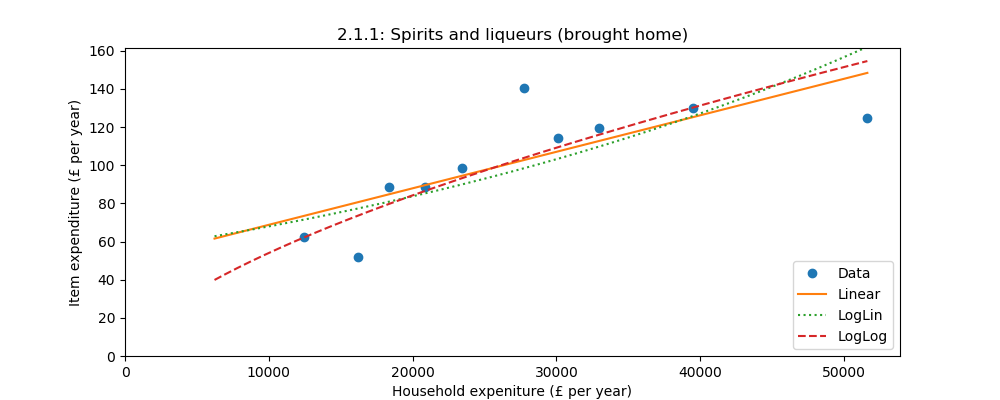 2.1.1: Spirits and liqueurs (brought home)
Item expenditure (£ per year)
160
140
120
100
80
60
40
20
0
0 10000 20000 30000 40000 50000
Household expeniture (£ per year)
Data
Linear
LogLin
LogLog